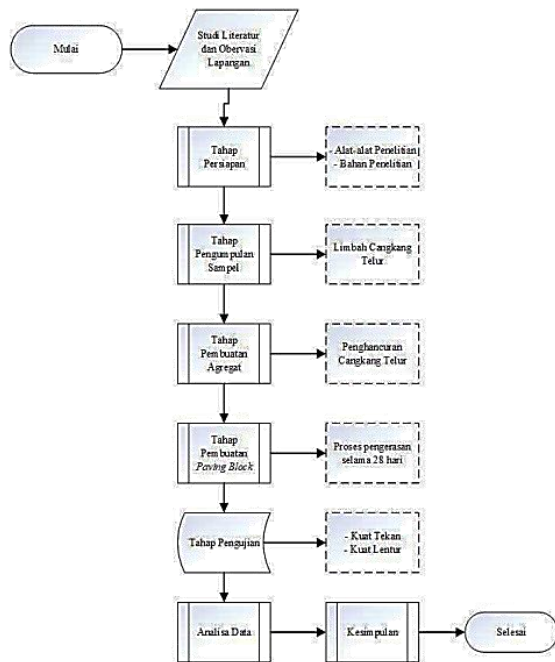 Mulai
Studi Literatur
dan Obervasi
Lapangan
Tahap
Persiapan
- Alat-alat Penelitian
- Bahan Penelitian
Tahap
Pengumpulan
Sampel
Limbah Cangkang
Telur
Tahap
Pembuatan
Agregat
Penghancuran
Cangkang Telur
Tahap
Pembuatan
Paving Block
Proses pengerasan
selama 28 hari
Tahap Pengujian
- Kuat Tekan
- Kuat Lentur
Analisa Data
Kesimpulan
Selesai